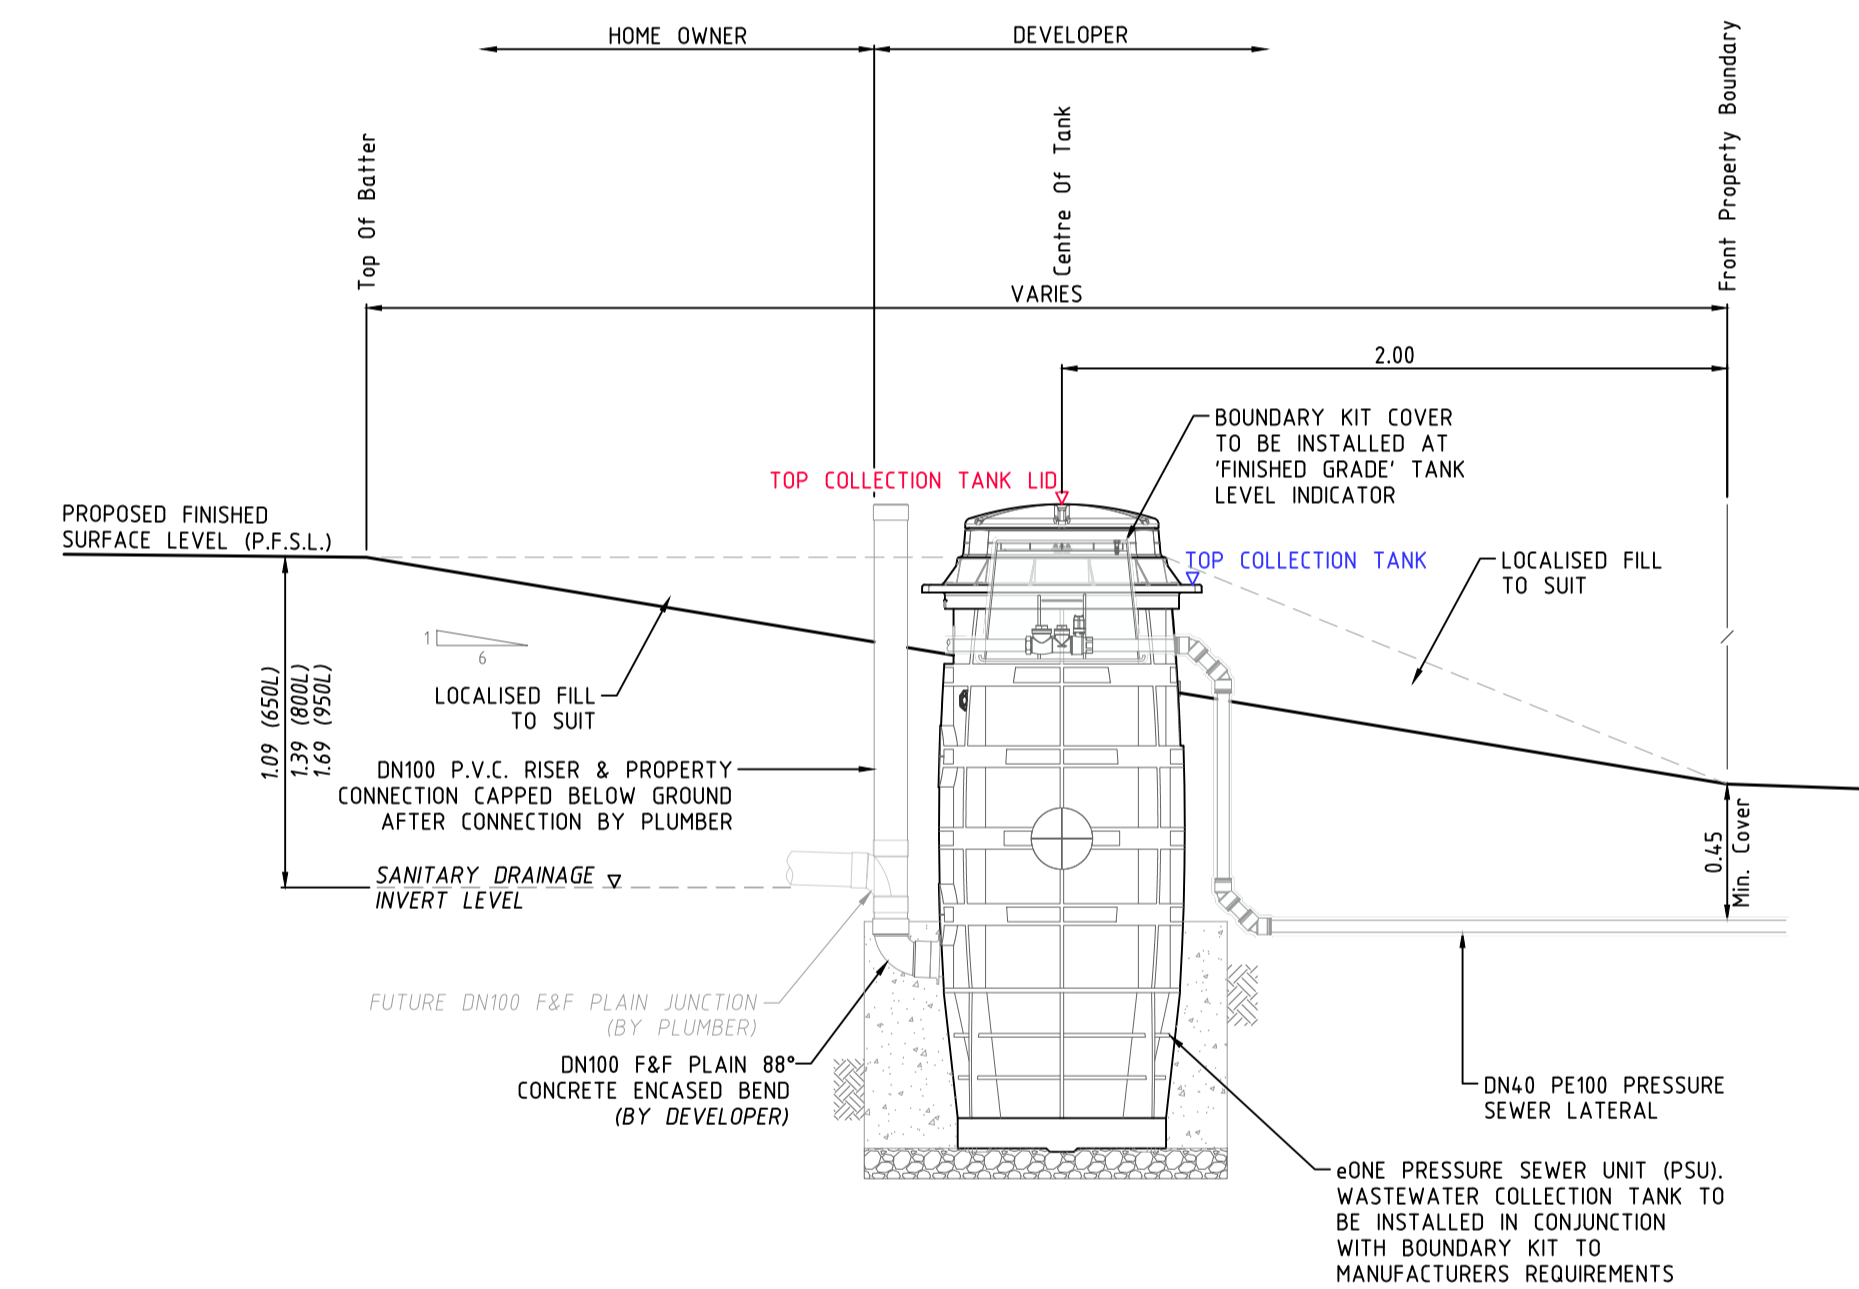 HOME OWNER
DEVELOPER
Top Of Batter
Centre Of Tank
Front Property Boundary
VARIES
2.00
BOUNDARY KIT COVER
TO BE INSTALLED AT
'FINISHED GRADE' TANK
LEVEL INDICATOR
TOP COLLECTION TANK LID
PROPOSED FINISHED
SURFACE LEVEL (P.F.S.L.)
TOP COLLECTION TANK
LOCALISED FILL
TO SUIT
1
6
LOCALISED FILL
TO SUIT
1.09 (650L)
1.39 (800L)
1.69 (950L)
DN100 P.V.C. RISER & PROPERTY
CONNECTION CAPPED BELOW GROUND
AFTER CONNECTION BY PLUMBER
0.45
Min. Cover
SANITARY DRAINAGE
INVERT LEVEL
FUTURE DN100 F&F PLAIN JUNCTION
(BY PLUMBER)
DN100 F&F PLAIN 88°
CONCRETE ENCASED BEND
(BY DEVELOPER)
DN40 PE100 PRESSURE
SEWER LATERAL
eONE PRESSURE SEWER UNIT (PSU).
WASTEWATER COLLECTION TANK TO
BE INSTALLED IN CONJUNCTION
WITH BOUNDARY KIT TO
MANUFACTURERS REQUIREMENTS